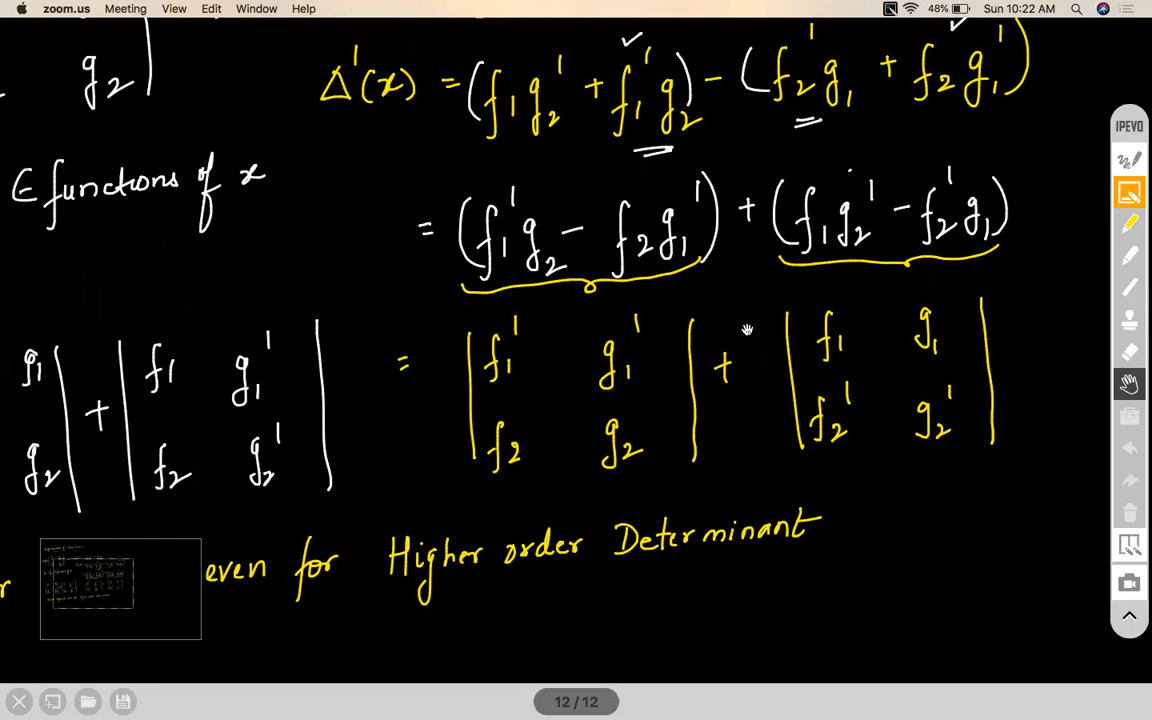 zoom.us Meeting View Edit Window Help 48% Sun 10:22 AM
g₂|
Δ'(x) = (f₁g₂' + f₁'g₂) - (f₂'g₁ + f₂g₁')
∈ functions of x
= (f₁'g₂ - f₂g₁') + (f₁g₂' - f₂'g₁)
g₁| + |f₁ g₁'| = |f₁' g₁'| + |f₁ g₁|
g₂| |f₂ g₂'| |f₂ g₂| |f₂' g₂'|
even for Higher order Determinant
IPEVO
12 / 12